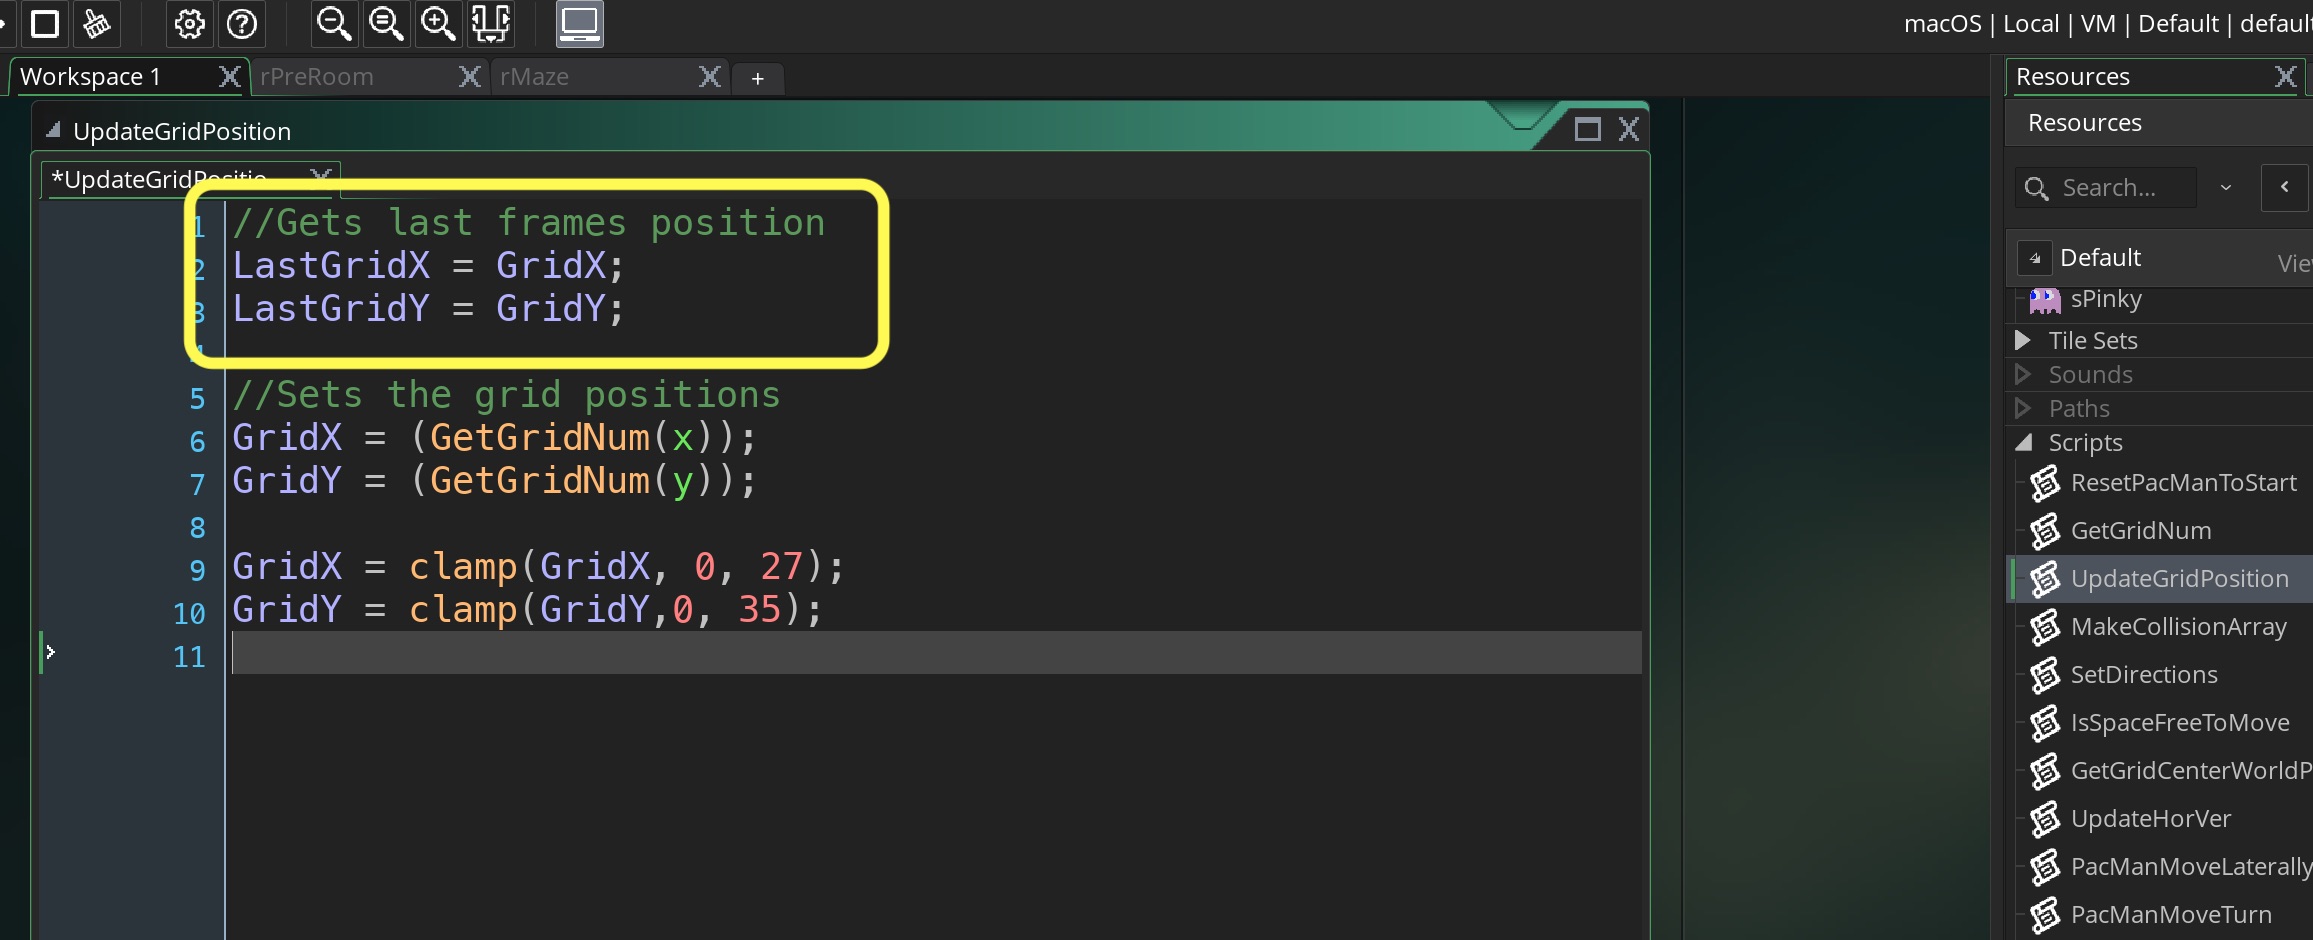 macOS | Local | VM | Default | default
Workspace 1
rPreRoom
rMaze
+
Resources
UpdateGridPosition
Resources
*UpdateGridPositio
Search...
1 //Gets last frames position
2 LastGridX = GridX;
3 LastGridY = GridY;
4
5 //Sets the grid positions
6 GridX = (GetGridNum(x));
7 GridY = (GetGridNum(y));
8
9 GridX = clamp(GridX, 0, 27);
10 GridY = clamp(GridY,0, 35);
11
Default
View
sPinky
Tile Sets
Sounds
Paths
Scripts
ResetPacManToStart
GetGridNum
UpdateGridPosition
MakeCollisionArray
SetDirections
IsSpaceFreeToMove
GetGridCenterWorldP
UpdateHorVer
PacManMoveLaterally
PacManMoveTurn